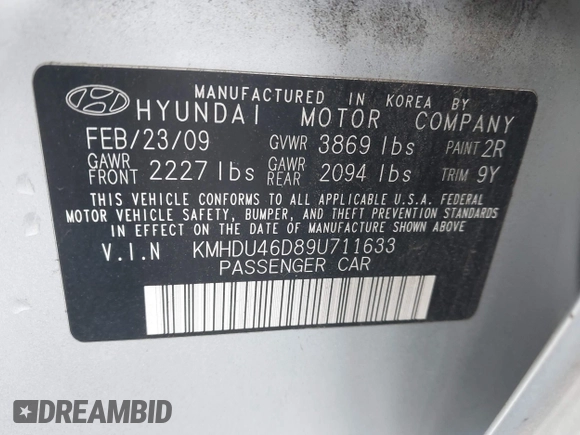 MANUFACTURED IN KOREA BY
HYUNDAI MOTOR COMPANY
FEB/23/09 GVWR 3869 lbs PAINT 2R
GAWR FRONT 2227 lbs GAWR REAR 2094 lbs TRIM 9Y
THIS VEHICLE CONFORMS TO ALL APPLICABLE U.S.A. FEDERAL
MOTOR VEHICLE SAFETY, BUMPER, AND THEFT PREVENTION STANDARDS
IN EFFECT ON THE DATE OF MANUFACTURE SHOWN ABOVE.
V.I.N KMHDU46D89U711633
PASSENGER CAR
DREAMBID